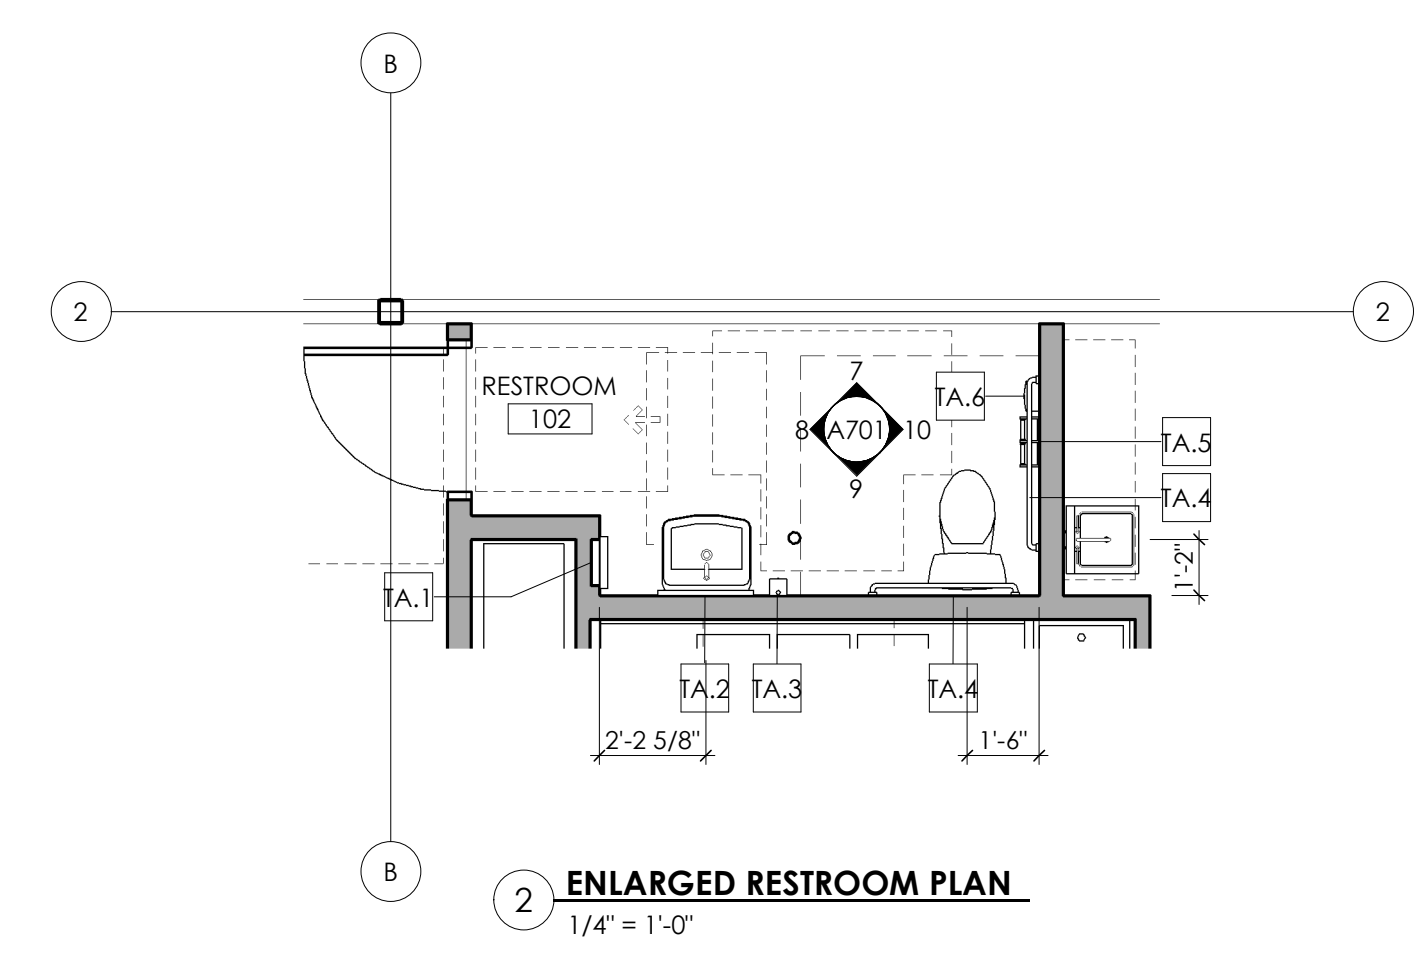 B
2
2
RESTROOM
102
7
8 A701 10
9
TA.6
TA.5
TA.4
1'-2"
TA.1
TA.2
TA.3
TA.4
2'-2 5/8"
1'-6"
B
2
ENLARGED RESTROOM PLAN
1/4" = 1'-0"